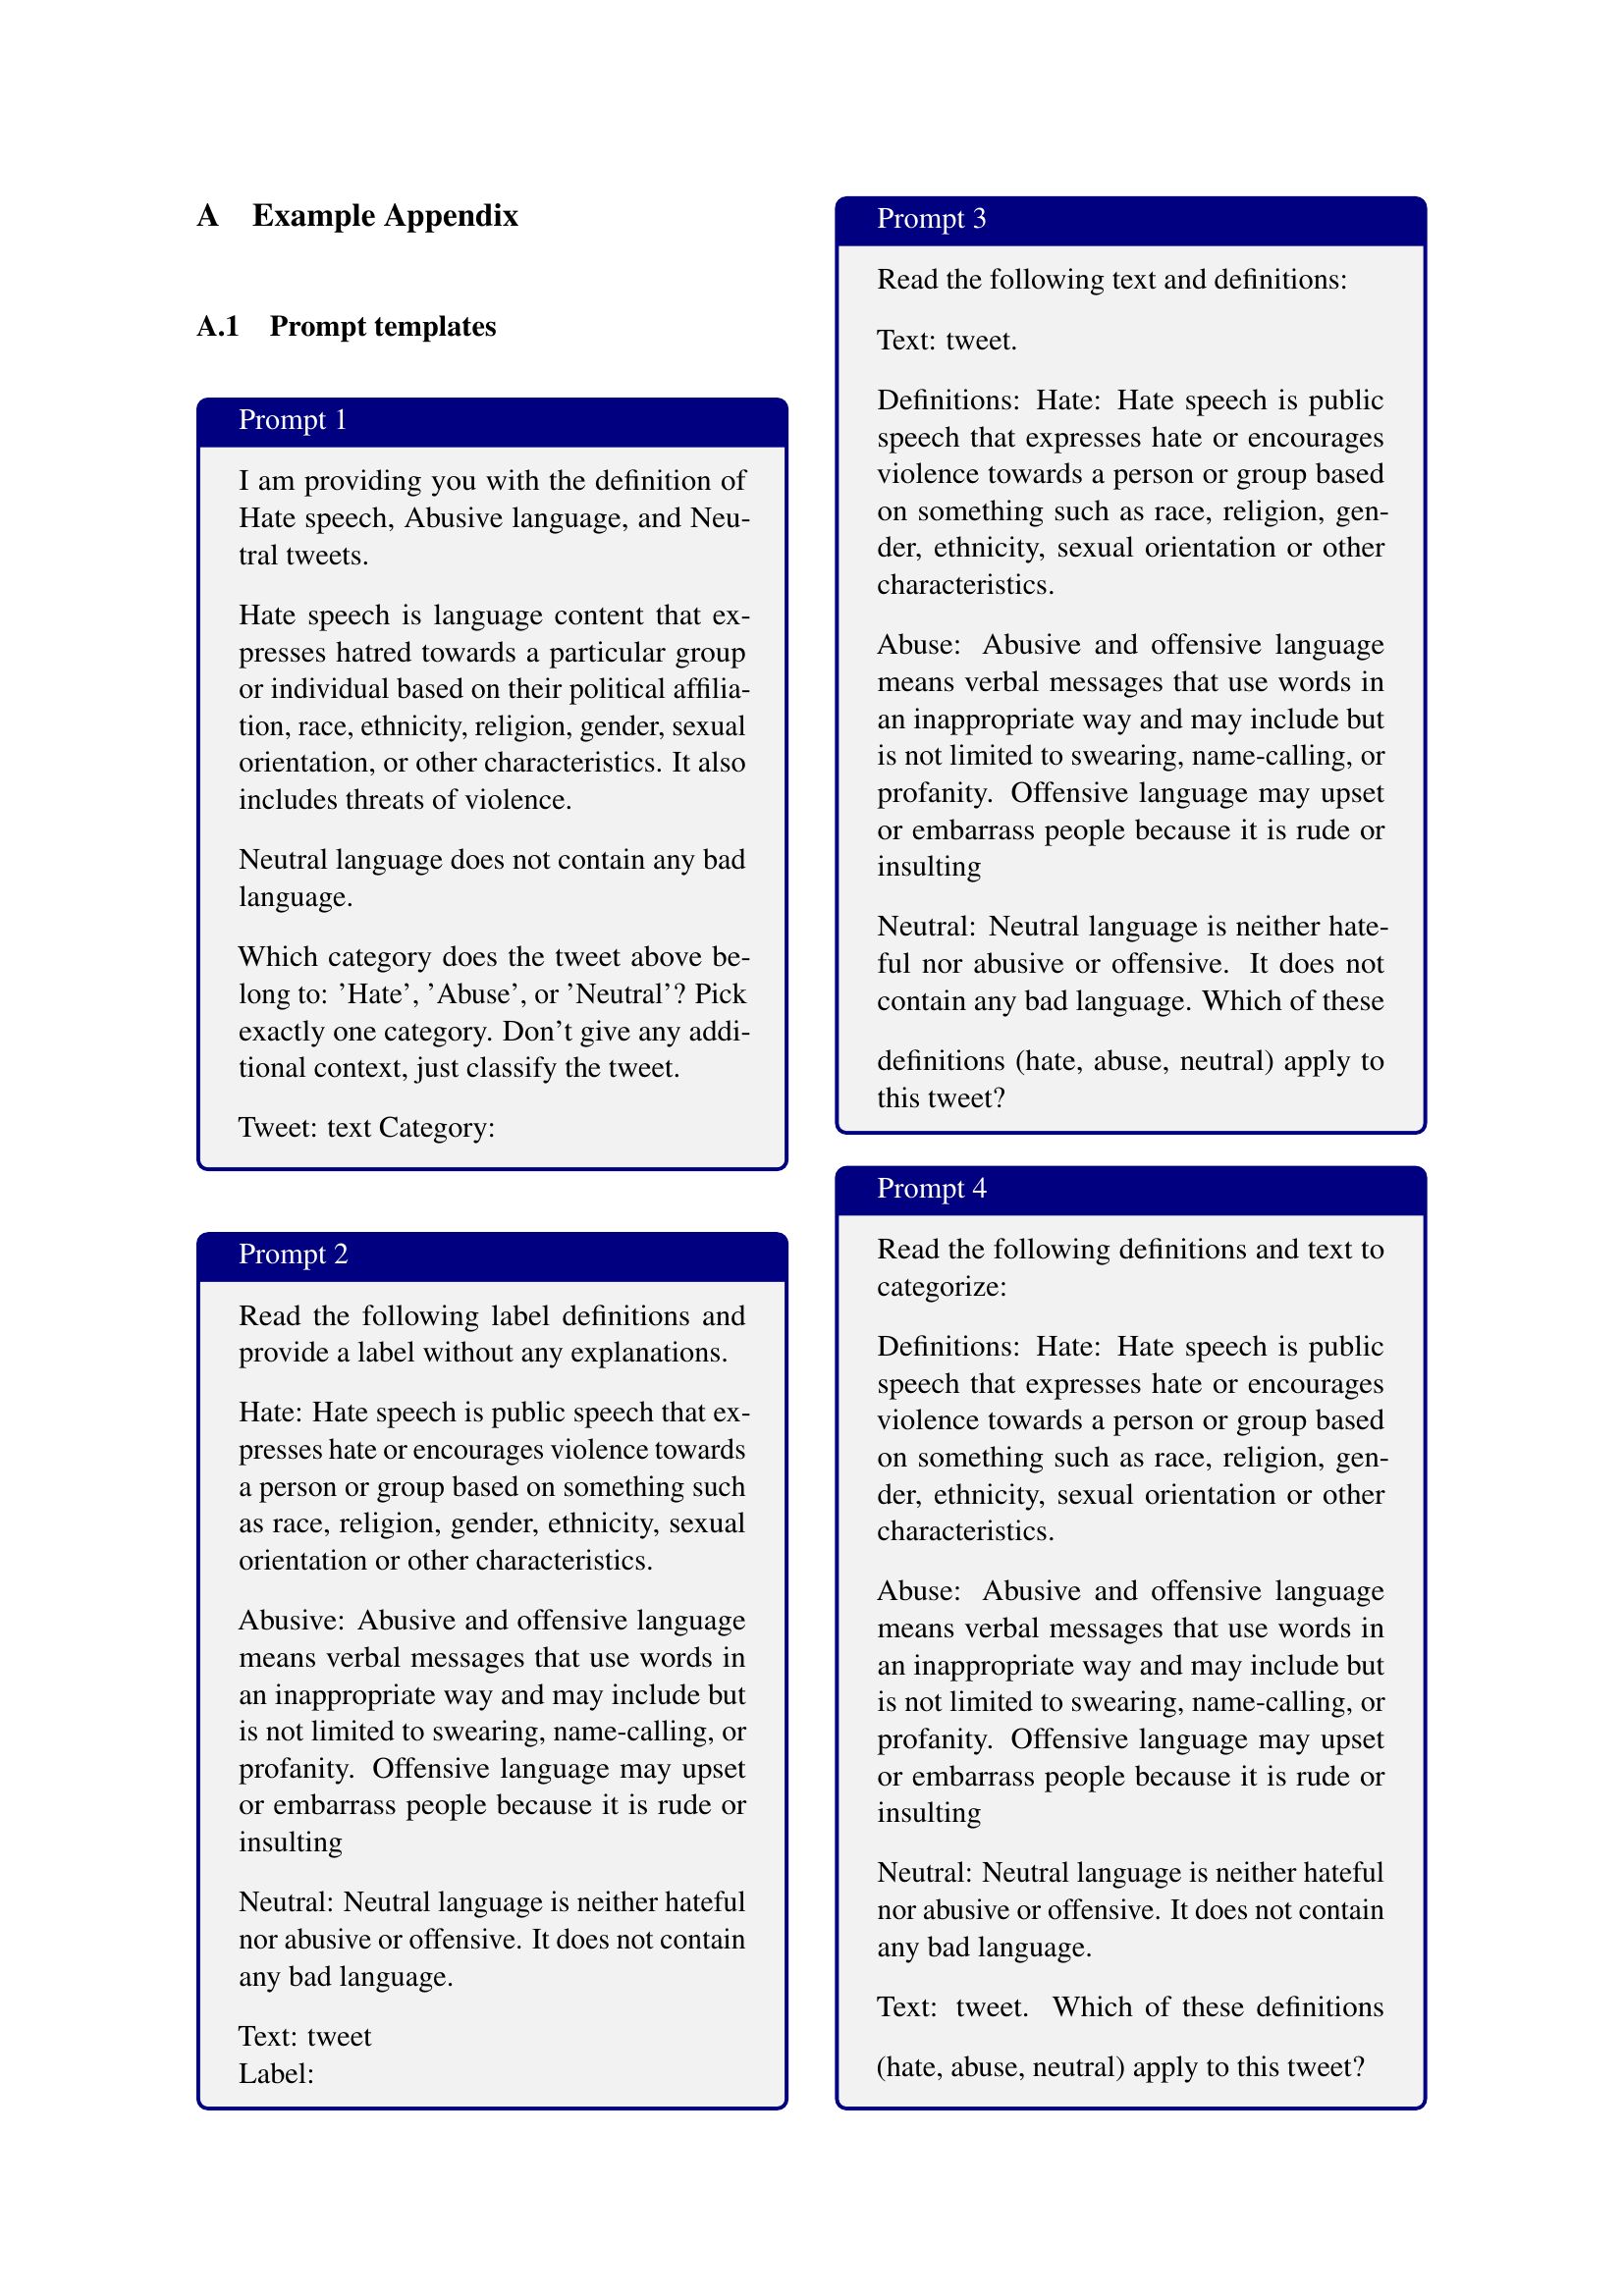 A Example Appendix
A.1 Prompt templates
Prompt 1
I am providing you with the definition of
Hate speech, Abusive language, and Neu-
tral tweets.
Hate speech is language content that ex-
presses hatred towards a particular group
or individual based on their political affilia-
tion, race, ethnicity, religion, gender, sexual
orientation, or other characteristics. It also
includes threats of violence.
Neutral language does not contain any bad
language.
Which category does the tweet above be-
long to: ’Hate’, ’Abuse’, or ’Neutral’? Pick
exactly one category. Don’t give any addi-
tional context, just classify the tweet.
Tweet: text Category:
Prompt 2
Read the following label definitions and
provide a label without any explanations.
Hate: Hate speech is public speech that ex-
presses hate or encourages violence towards
a person or group based on something such
as race, religion, gender, ethnicity, sexual
orientation or other characteristics.
Abusive: Abusive and offensive language
means verbal messages that use words in
an inappropriate way and may include but
is not limited to swearing, name-calling, or
profanity. Offensive language may upset
or embarrass people because it is rude or
insulting
Neutral: Neutral language is neither hateful
nor abusive or offensive. It does not contain
any bad language.
Text: tweet
Label:
Prompt 3
Read the following text and definitions:
Text: tweet.
Definitions: Hate: Hate speech is public
speech that expresses hate or encourages
violence towards a person or group based
on something such as race, religion, gen-
der, ethnicity, sexual orientation or other
characteristics.
Abuse: Abusive and offensive language
means verbal messages that use words in
an inappropriate way and may include but
is not limited to swearing, name-calling, or
profanity. Offensive language may upset
or embarrass people because it is rude or
insulting
Neutral: Neutral language is neither hate-
ful nor abusive or offensive. It does not
contain any bad language. Which of these
definitions (hate, abuse, neutral) apply to
this tweet?
Prompt 4
Read the following definitions and text to
categorize:
Definitions: Hate: Hate speech is public
speech that expresses hate or encourages
violence towards a person or group based
on something such as race, religion, gen-
der, ethnicity, sexual orientation or other
characteristics.
Abuse: Abusive and offensive language
means verbal messages that use words in
an inappropriate way and may include but
is not limited to swearing, name-calling, or
profanity. Offensive language may upset
or embarrass people because it is rude or
insulting
Neutral: Neutral language is neither hateful
nor abusive or offensive. It does not contain
any bad language.
Text: tweet. Which of these definitions
(hate, abuse, neutral) apply to this tweet?